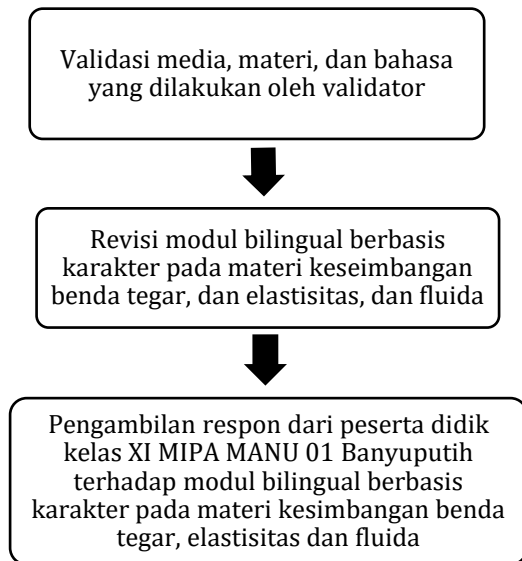 Validasi media, materi, dan bahasa
yang dilakukan oleh validator
Revisi modul bilingual berbasis
karakter pada materi keseimbangan
benda tegar, dan elastisitas, dan fluida
Pengambilan respon dari peserta didik
kelas XI MIPA MANU 01 Banyuputih
terhadap modul bilingual berbasis
karakter pada materi kesimbangan benda
tegar, elastisitas dan fluida